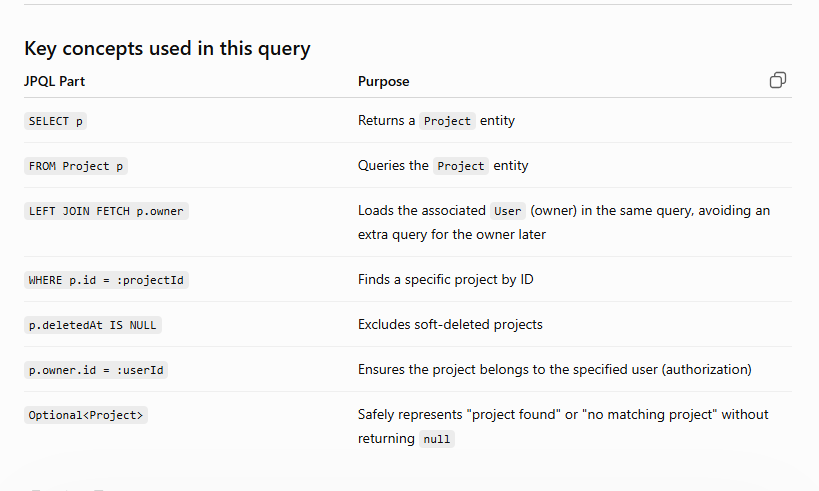 Key concepts used in this query
JPQL Part Purpose
SELECT p Returns a Project entity
FROM Project p Queries the Project entity
LEFT JOIN FETCH p.owner Loads the associated User (owner) in the same query, avoiding an
extra query for the owner later
WHERE p.id = :projectId Finds a specific project by ID
p.deletedAt IS NULL Excludes soft-deleted projects
p.owner.id = :userId Ensures the project belongs to the specified user (authorization)
Optional<Project> Safely represents "project found" or "no matching project" without
returning null